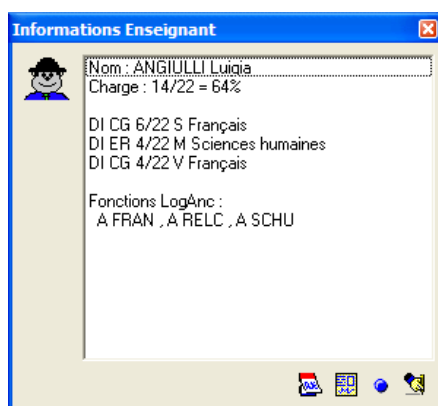 Informations Enseignant
Nom : ANGIULLI Luigia
Charge : 14/22 = 64%
DI CG 6/22 S Français
DI ER 4/22 M Sciences humaines
DI CG 4/22 V Français
Fonctions LogAnc :
A FRAN , A RELC , A SCHU